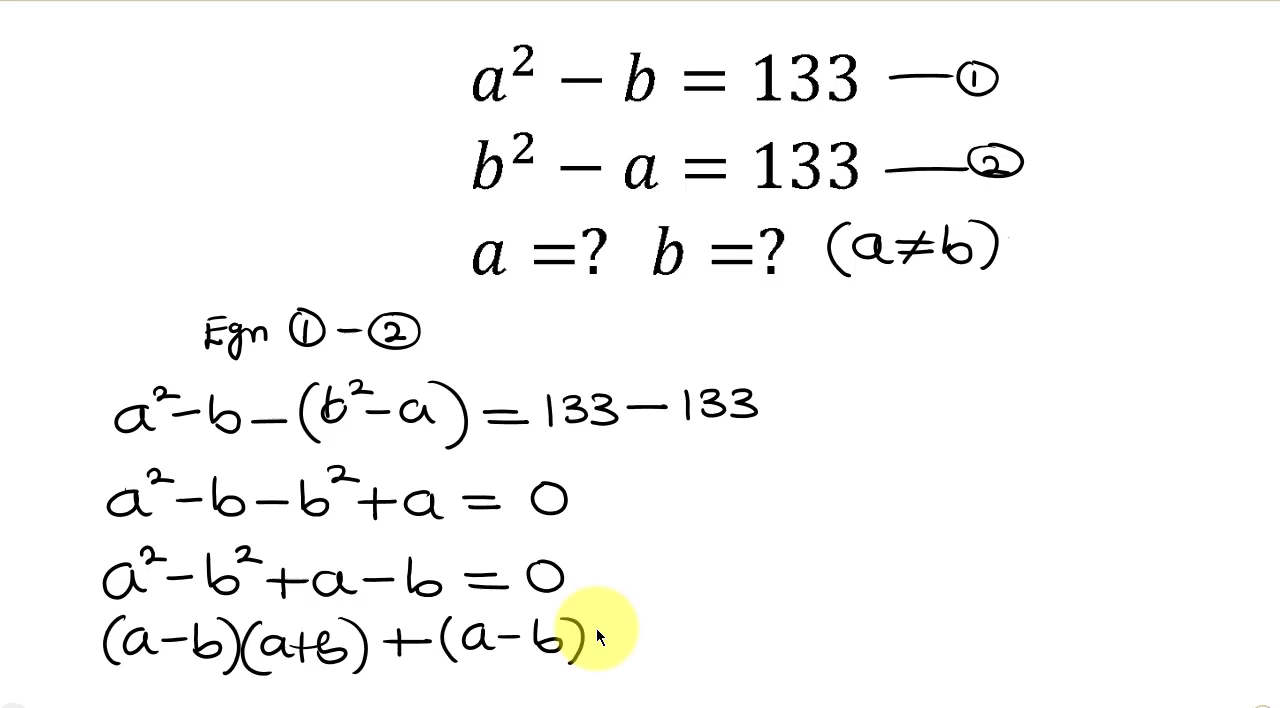 a² − b = 133 —①
b² − a = 133 —②
a =? b =? (a≠b)
Eqn ① − ②
a²−b−(b²−a) = 133−133
a²−b−b²+a = 0
a²−b²+a−b = 0
(a−b)(a+b)+(a−b)